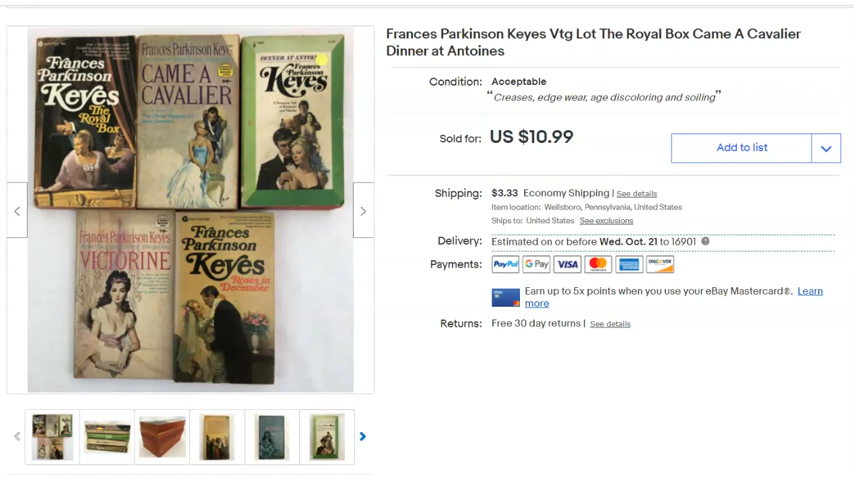 Frances Parkinson Keyes Vtg Lot The Royal Box Came A Cavalier
Dinner at Antoines
Condition: Acceptable
“Creases, edge wear, age discoloring and soiling”
Sold for: US $10.99
Add to list
Shipping: $3.33 Economy Shipping | See details
Item location: Wellsboro, Pennsylvania, United States
Ships to: United States See exclusions
Delivery: Estimated on or before Wed. Oct. 21 to 16901
Payments: PayPal G Pay VISA mastercard DISCOVER
Earn up to 5x points when you use your eBay Mastercard®. Learn
more
Returns: Free 30 day returns | See details
Frances
Parkinson
Keyes
The
Royal
Box
Frances Parkinson Keyes
CAME A
CAVALIER
DINNER AT ANTOINE'S
Frances
Parkinson
Keyes
Frances Parkinson Keyes
VICTORINE
Frances
Parkinson
Keyes
Roses in
December